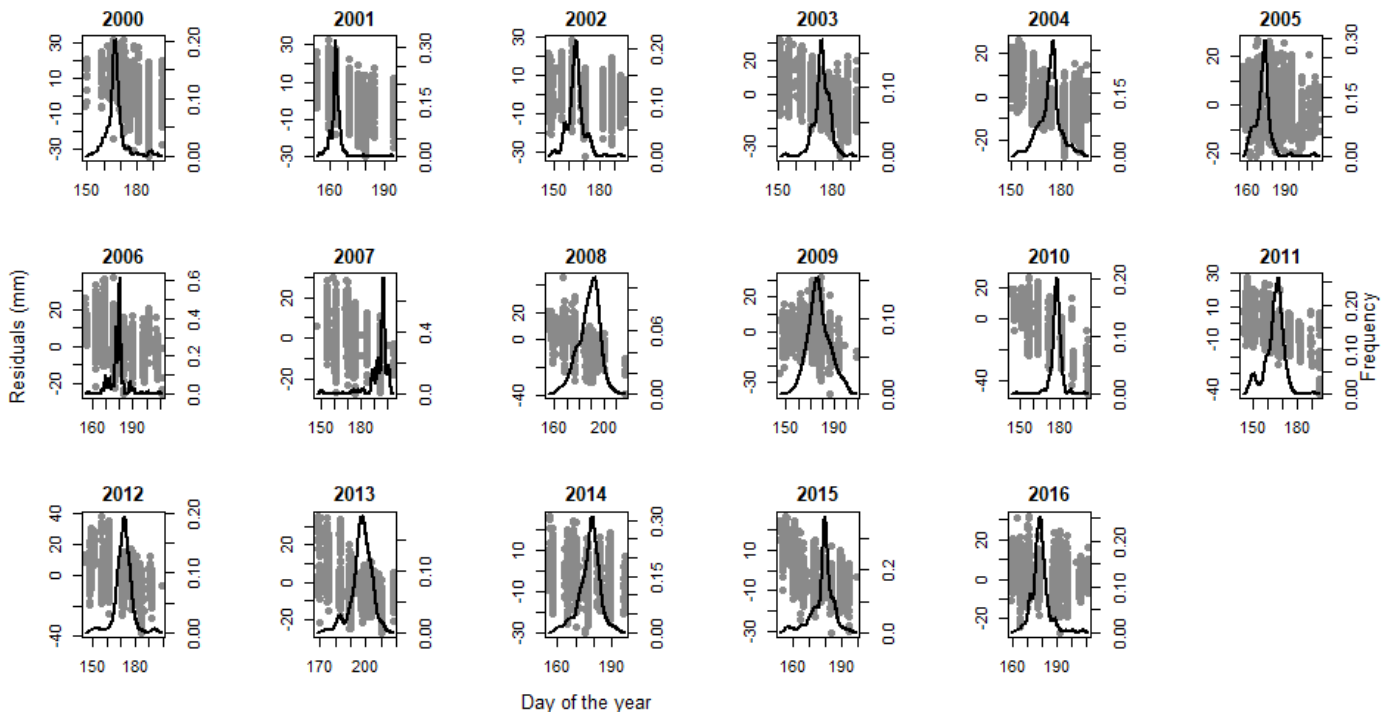 2000
-30 -10 10 20 30
0.00 0.10 0.20
150 180
2001
-30 -10 10 30
0.00 0.15 0.30
160 190
2002
-30 -10 10 30
0.00 0.10 0.20
150 180
2003
-20 0 20
0.00 0.10
150 180
2004
-20 0 20
0.00 0.15
150 180
2005
-20 0 20
0.00 0.15 0.30
160 190
Residuals (mm)
2006
-20 0 20
0.0 0.2 0.4 0.6
160 190
2007
-20 0 20
0.0 0.4
150 180
2008
-40 0 20
0.00 0.06
160 200
2009
-30 0 20
0.00 0.10
150 190
2010
-40 0 20
0.00 0.10 0.20
150 180
2011
-40 -10 10 30
0.00 0.10 0.20
150 180
Frequency
2012
-40 0 20 40
0.00 0.10 0.20
150 180
2013
-20 0 20
0.00 0.10
170 200
2014
-30 -10 10
0.00 0.15 0.30
160 190
2015
-30 -10 10
0.0 0.2
160 190
2016
-20 0 20
0.00 0.10 0.20
160 190
Day of the year